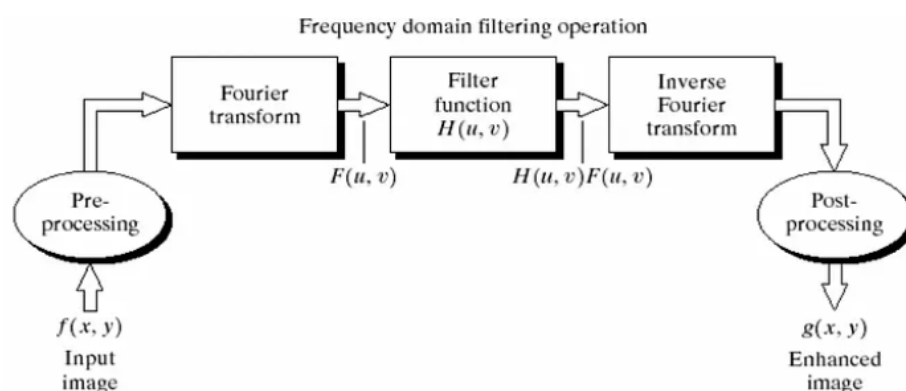 Frequency domain filtering operation
Fourier
transform
Filter
function
H(u, v)
Inverse
Fourier
transform
F(u, v)
H(u, v)F(u, v)
Pre-
processing
Post-
processing
f(x, y)
Input
image
g(x, y)
Enhanced
image